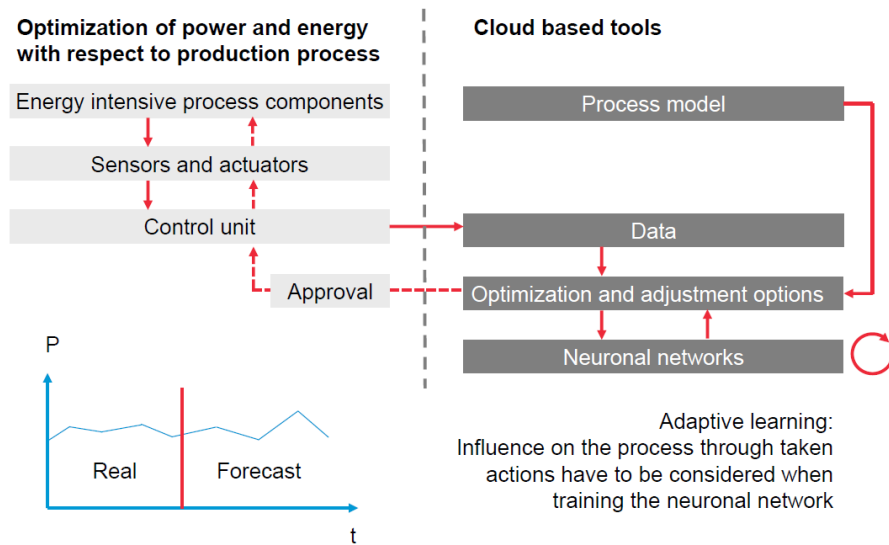 Optimization of power and energy
with respect to production process
Energy intensive process components
Sensors and actuators
Control unit
Approval
P
Real
Forecast
t
Cloud based tools
Process model
Data
Optimization and adjustment options
Neuronal networks
Adaptive learning:
Influence on the process through taken
actions have to be considered when
training the neuronal network